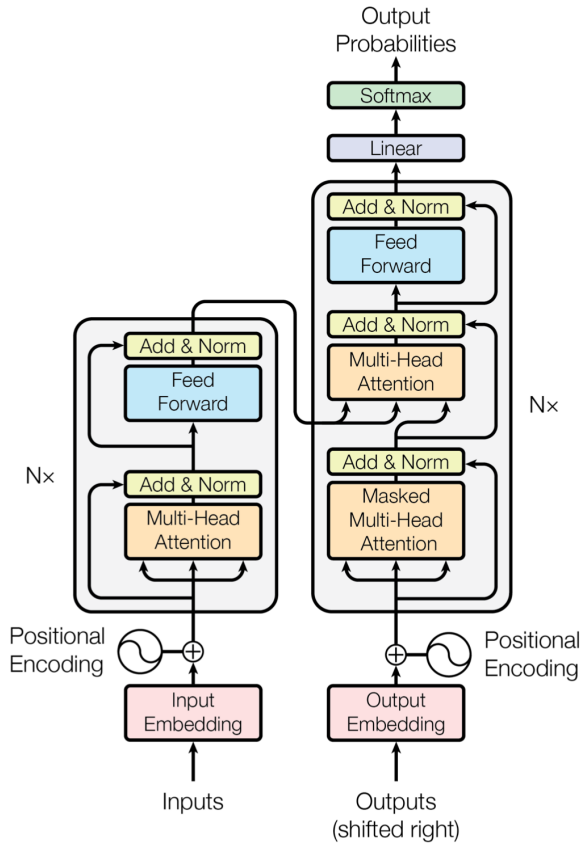 Output
Probabilities
Softmax
Linear
Add & Norm
Feed
Forward
Add & Norm
Multi-Head
Attention
Add & Norm
Masked
Multi-Head
Attention
N×
Add & Norm
Feed
Forward
Add & Norm
Multi-Head
Attention
N×
Positional
Encoding
Positional
Encoding
Input
Embedding
Output
Embedding
Inputs
Outputs
(shifted right)